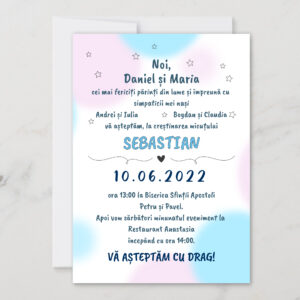 Noi,
Daniel și Maria
cei mai fericiți părinți din lume și împreună cu
simpaticii mei nași
Andrei și Iulia Bogdan și Claudia
vă așteptăm, la creștinarea micuțului
SEBASTIAN
10.06.2022
ora 13:00 la Biserica Sfinții Apostoli
Petru și Pavel.
Apoi vom sărbători minunatul eveniment la
Restaurant Anastasia
începând cu ora 14:00.
VĂ AȘTEPTĂM CU DRAG!